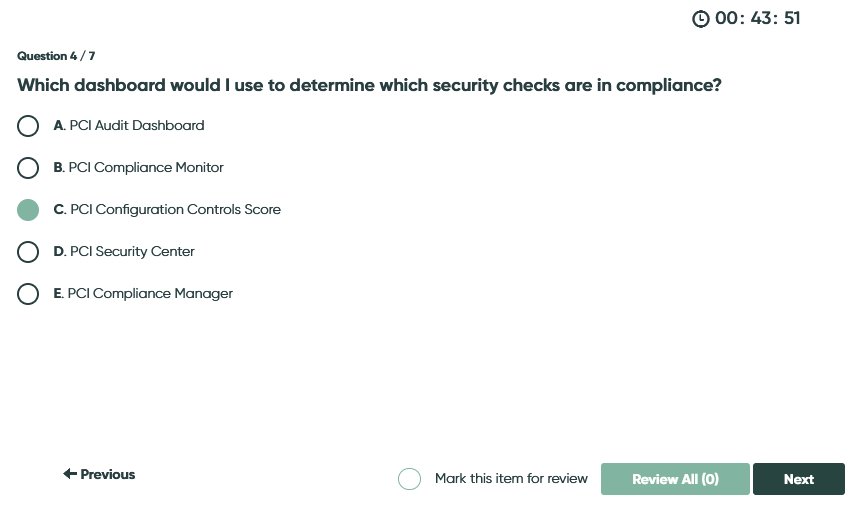 00: 43: 51
Question 4 / 7
Which dashboard would I use to determine which security checks are in compliance?
A. PCI Audit Dashboard
B. PCI Compliance Monitor
C. PCI Configuration Controls Score
D. PCI Security Center
E. PCI Compliance Manager
Previous
Mark this item for review
Review All (0)
Next